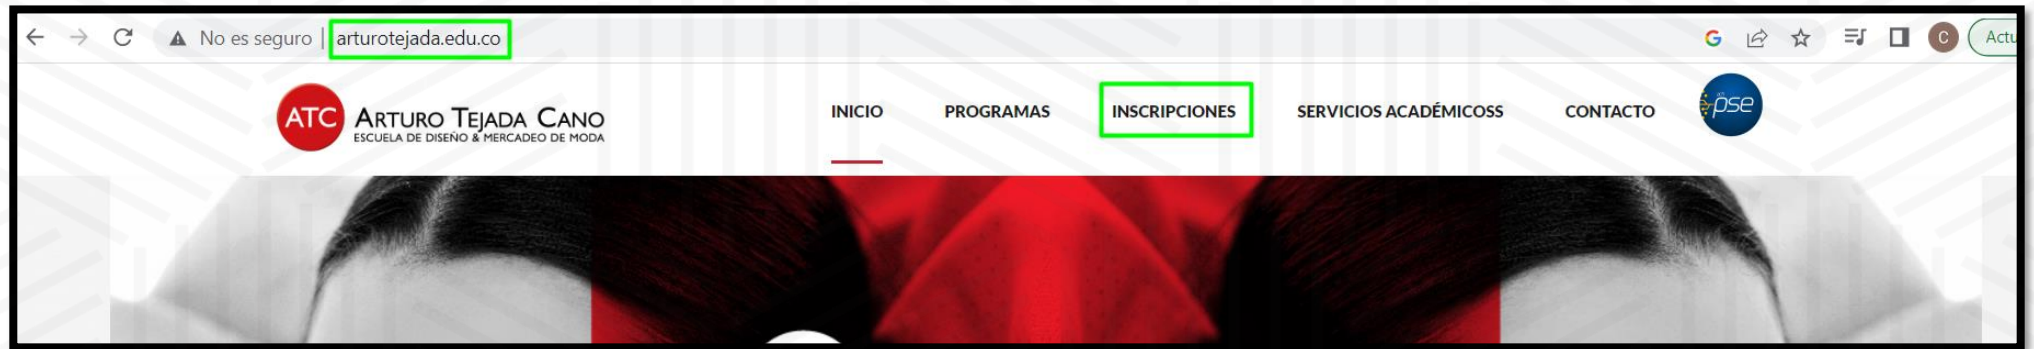 No es seguro | arturotejada.edu.co
C
Actu
ATC
ARTURO TEJADA CANO
ESCUELA DE DISEÑO & MERCADEO DE MODA
INICIO PROGRAMAS INSCRIPCIONES SERVICIOS ACADÉMICOSS CONTACTO
pse